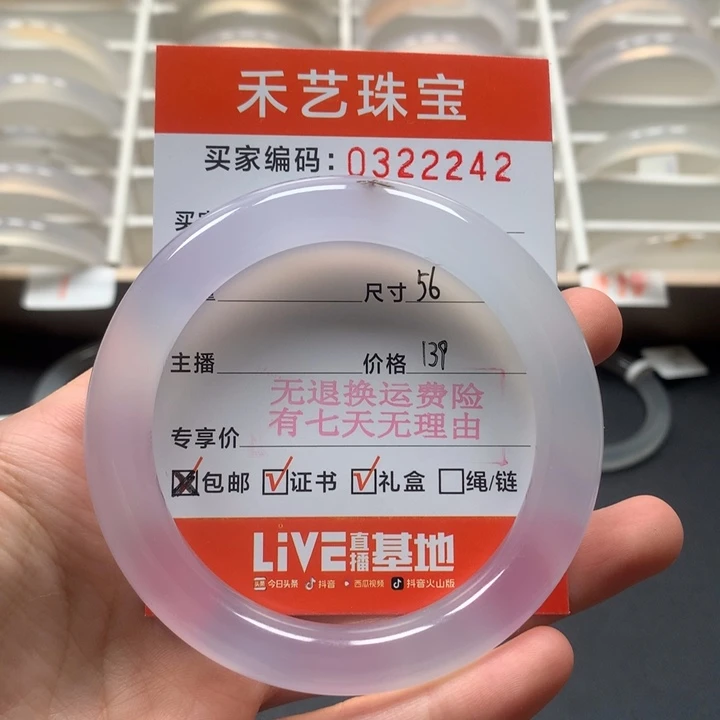 禾艺珠宝
买家编码：0322242
尺寸 56
主播 价格 139
无退换运费险
有七天无理由
专享价
包邮 证书 礼盒 绳/链
LiVE直播基地
今日头条 抖音 西瓜视频 抖音火山版